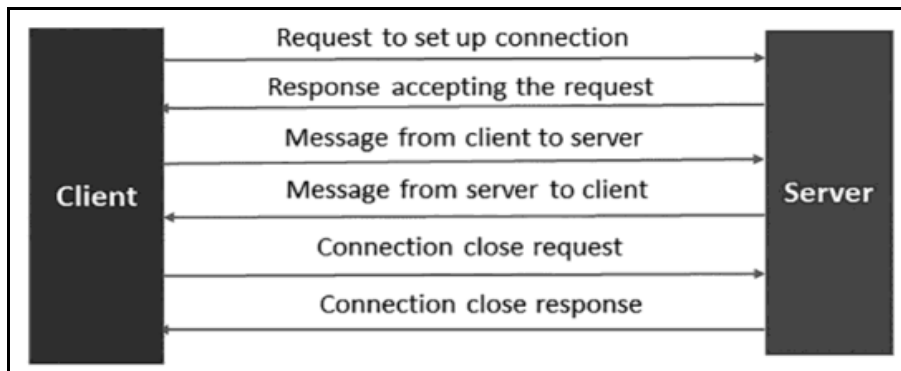 Request to set up connection
Response accepting the request
Message from client to server
Client
Message from server to client
Server
Connection close request
Connection close response